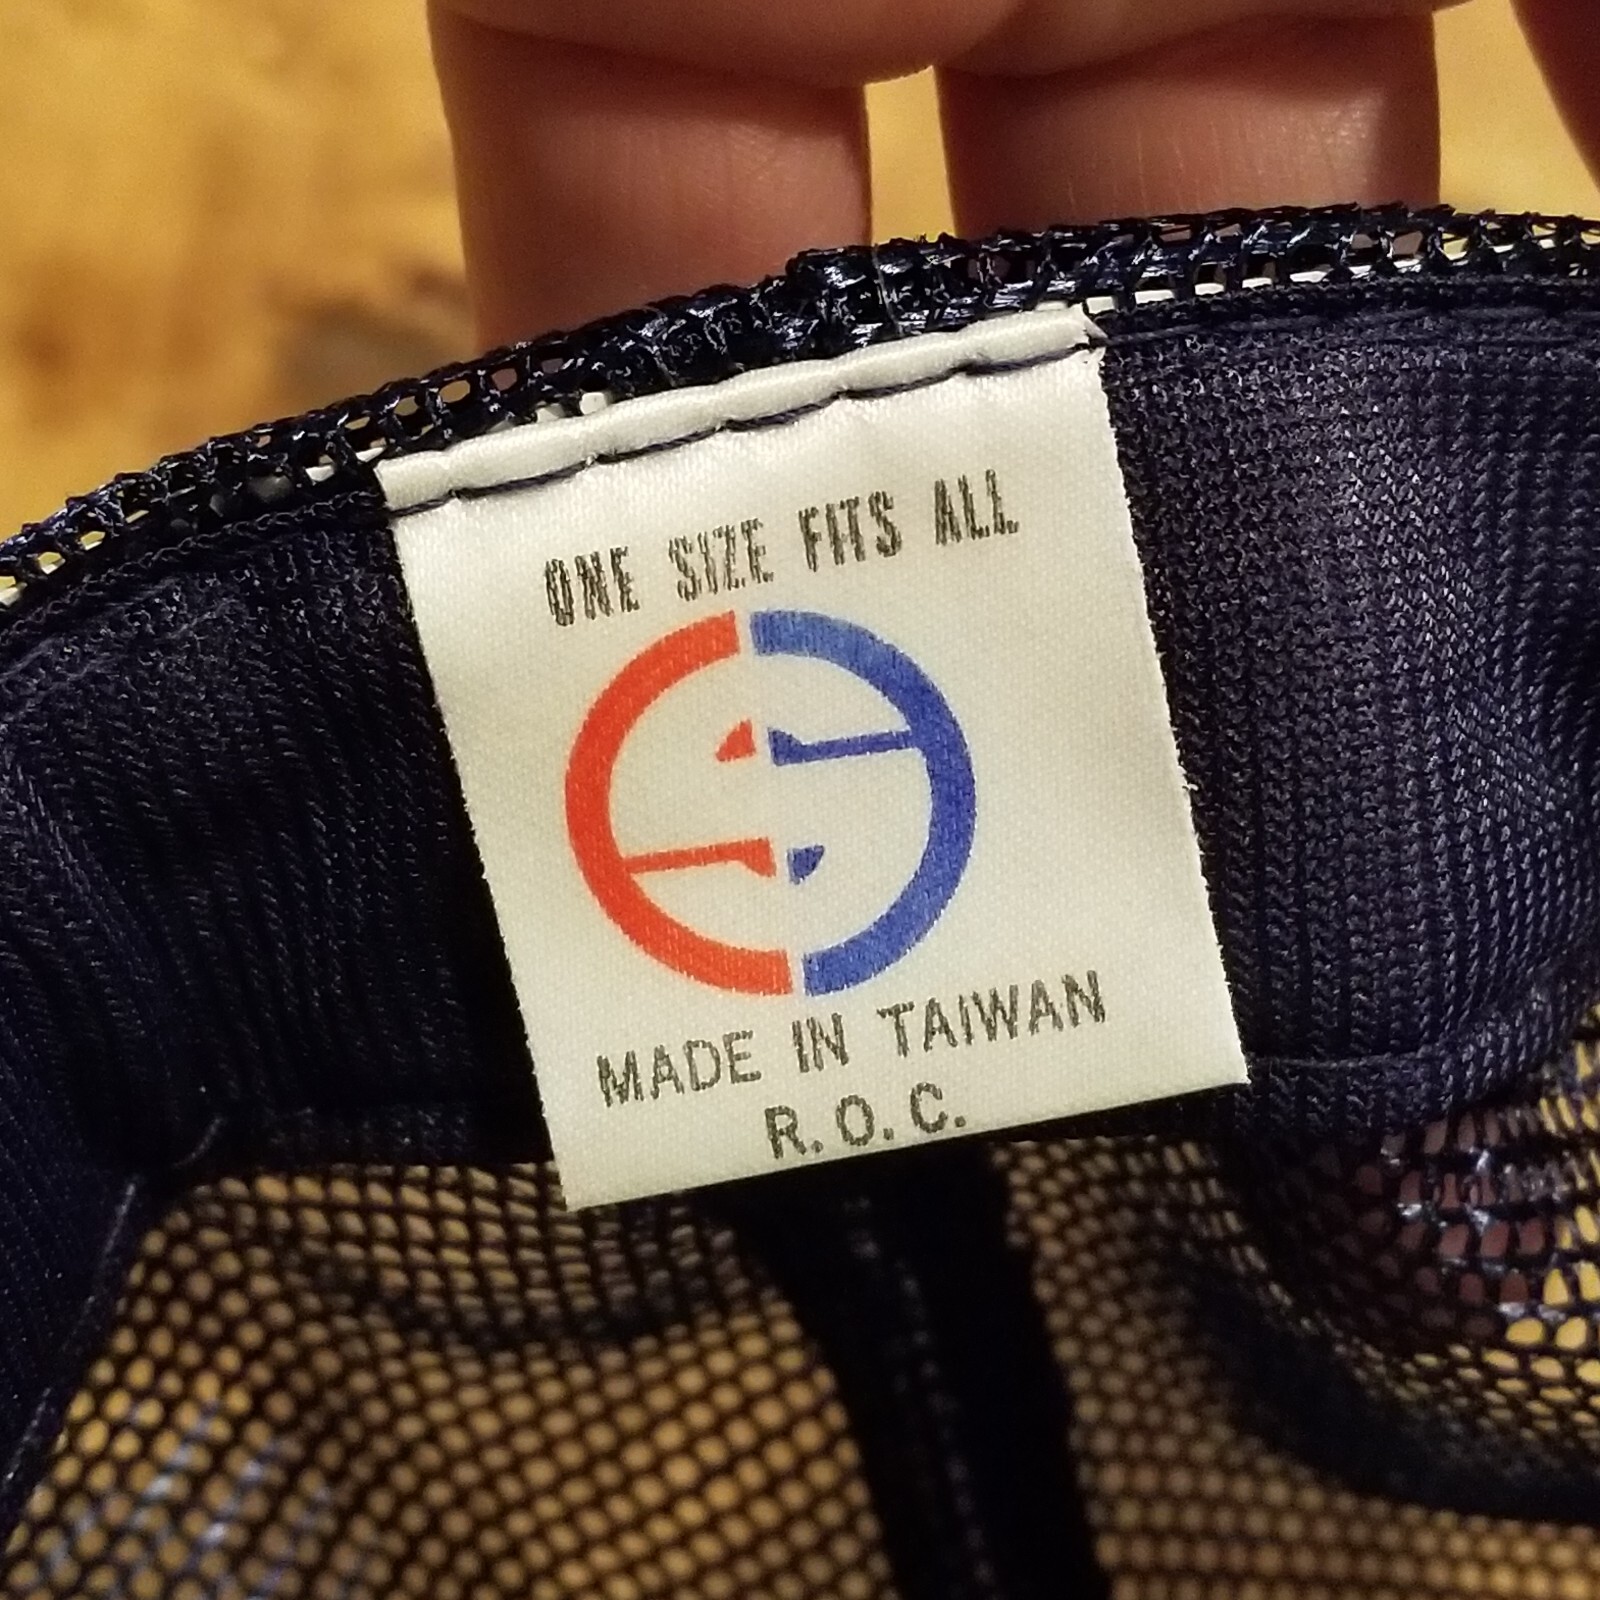 ONE SIZE FITS ALL
MADE IN TAIWAN
R.O.C.